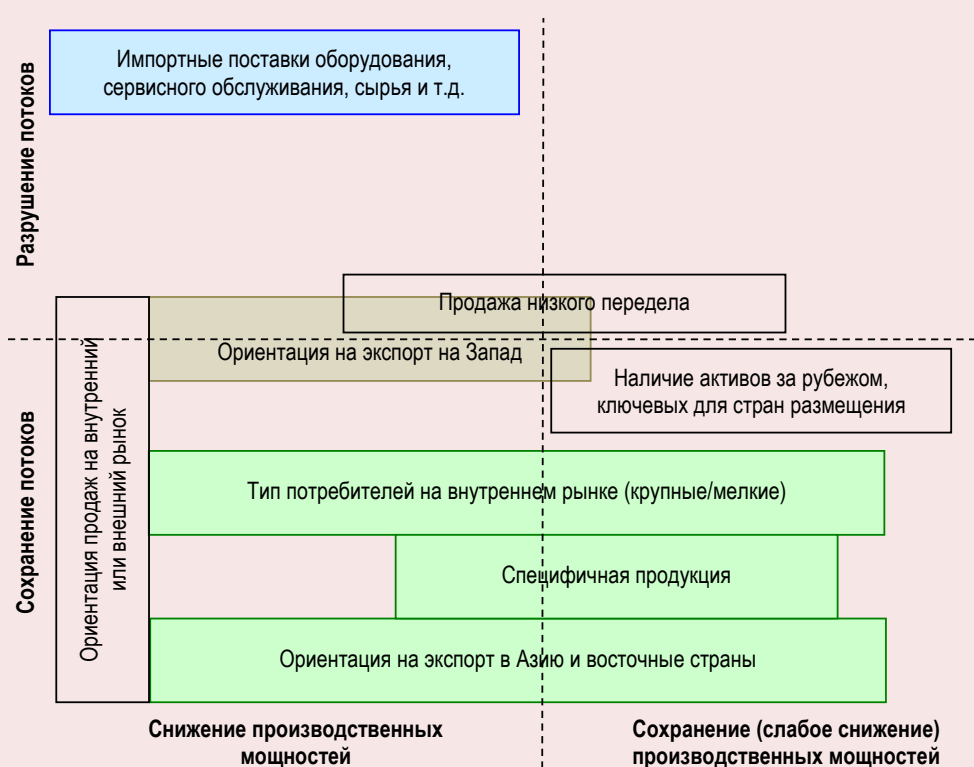 Разрушение потоков
Импортные поставки оборудования,
сервисного обслуживания, сырья и т.д.
Продажа низкого передела
Ориентация на экспорт на Запад
Наличие активов за рубежом,
ключевых для стран размещения
Сохранение потоков
Ориентация продаж на внутренний
или внешний рынок
Тип потребителей на внутреннем рынке (крупные/мелкие)
Специфичная продукция
Ориентация на экспорт в Азию и восточные страны
Снижение производственных
мощностей
Сохранение (слабое снижение)
производственных мощностей